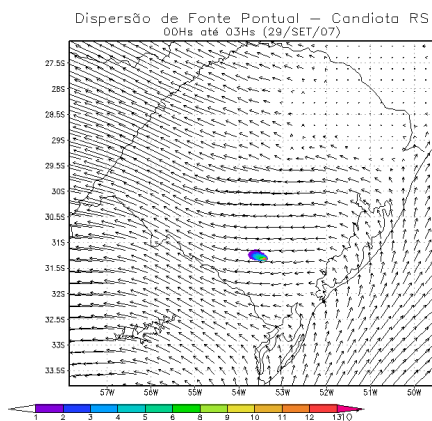 Dispersão de Fonte Pontual – Candiota RS
00Hs até 03Hs (29/SET/07)
27.5S
28S
28.5S
29S
29.5S
30S
30.5S
31S
31.5S
32S
32.5S
33S
33.5S
57W 56W 55W 54W 53W 52W 51W 50W 49W
1 2 3 4 5 6 8 9 10 11 12 1310